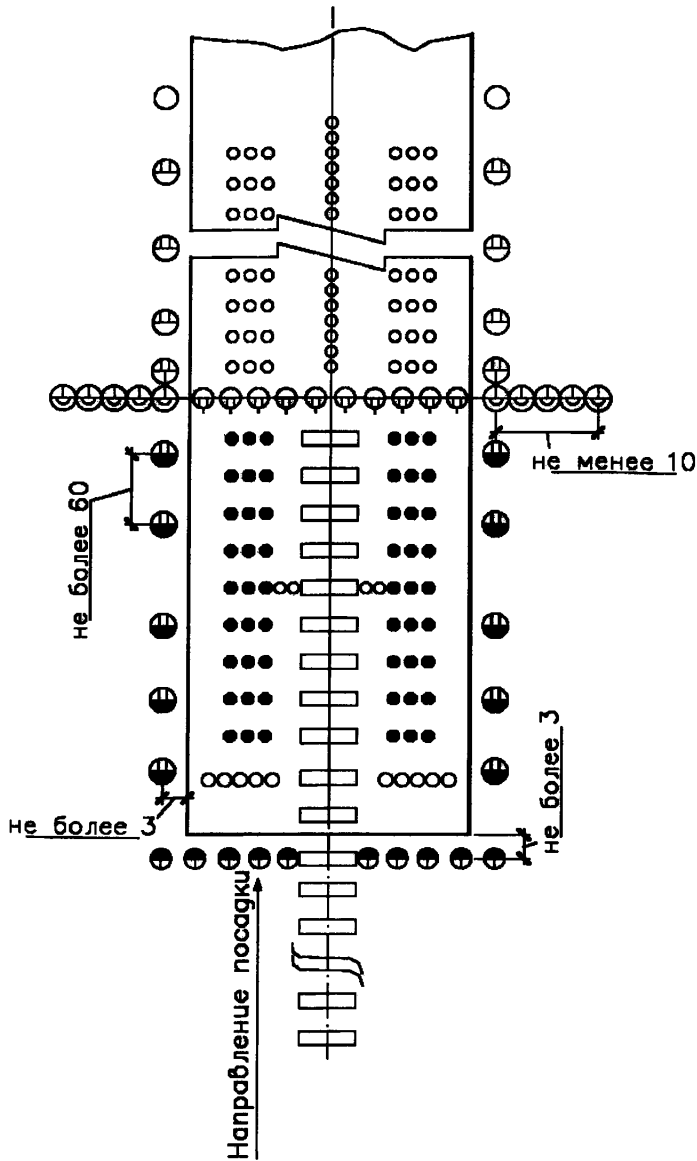 не менее 10
не более 60
не более 3
не более 3
Направление посадки